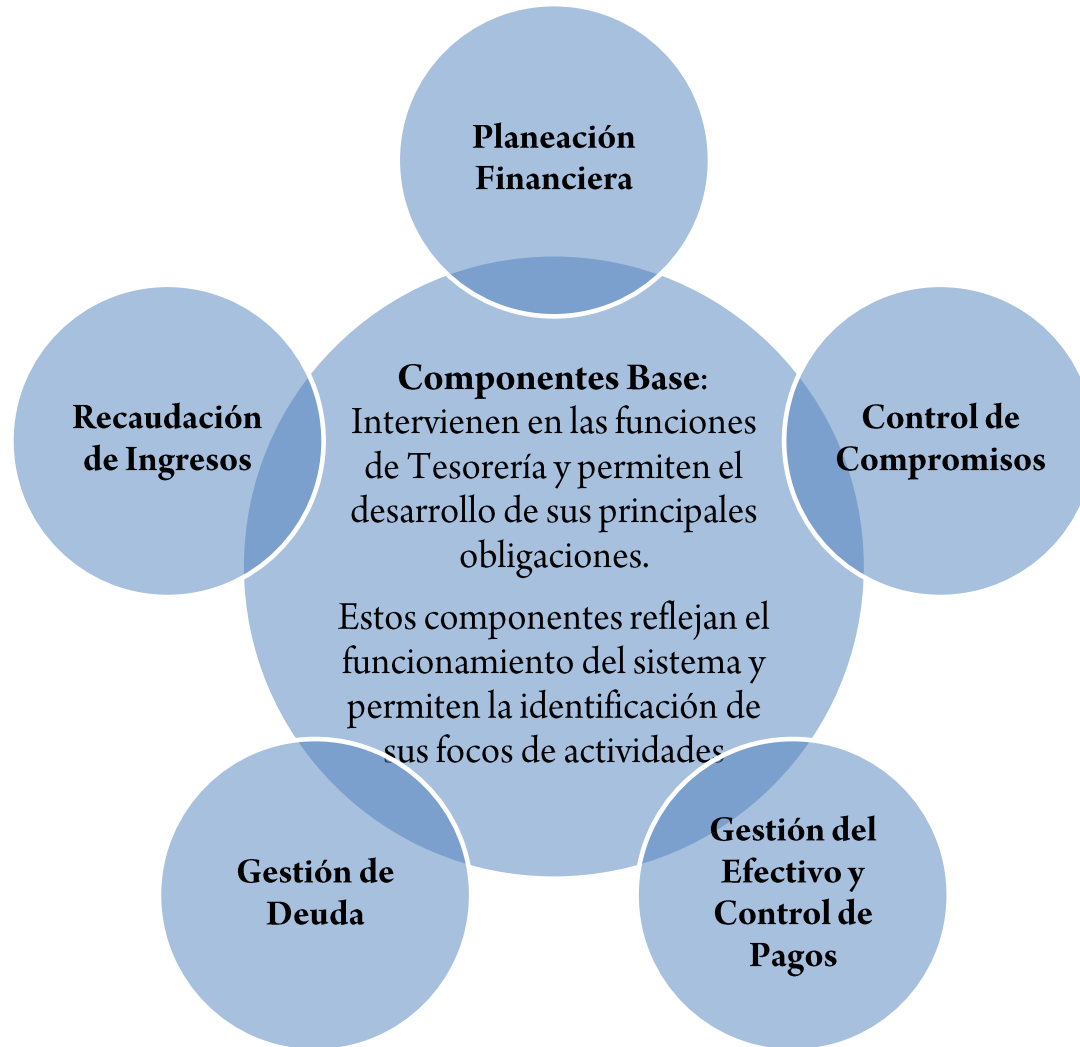 Planeación
Financiera
Recaudación
de Ingresos
Componentes Base:
Intervienen en las funciones
de Tesorería y permiten el
desarrollo de sus principales
obligaciones.
Estos componentes reflejan el
funcionamiento del sistema y
permiten la identificación de
sus focos de actividades
Control de
Compromisos
Gestión de
Deuda
Gestión del
Efectivo y
Control de
Pagos